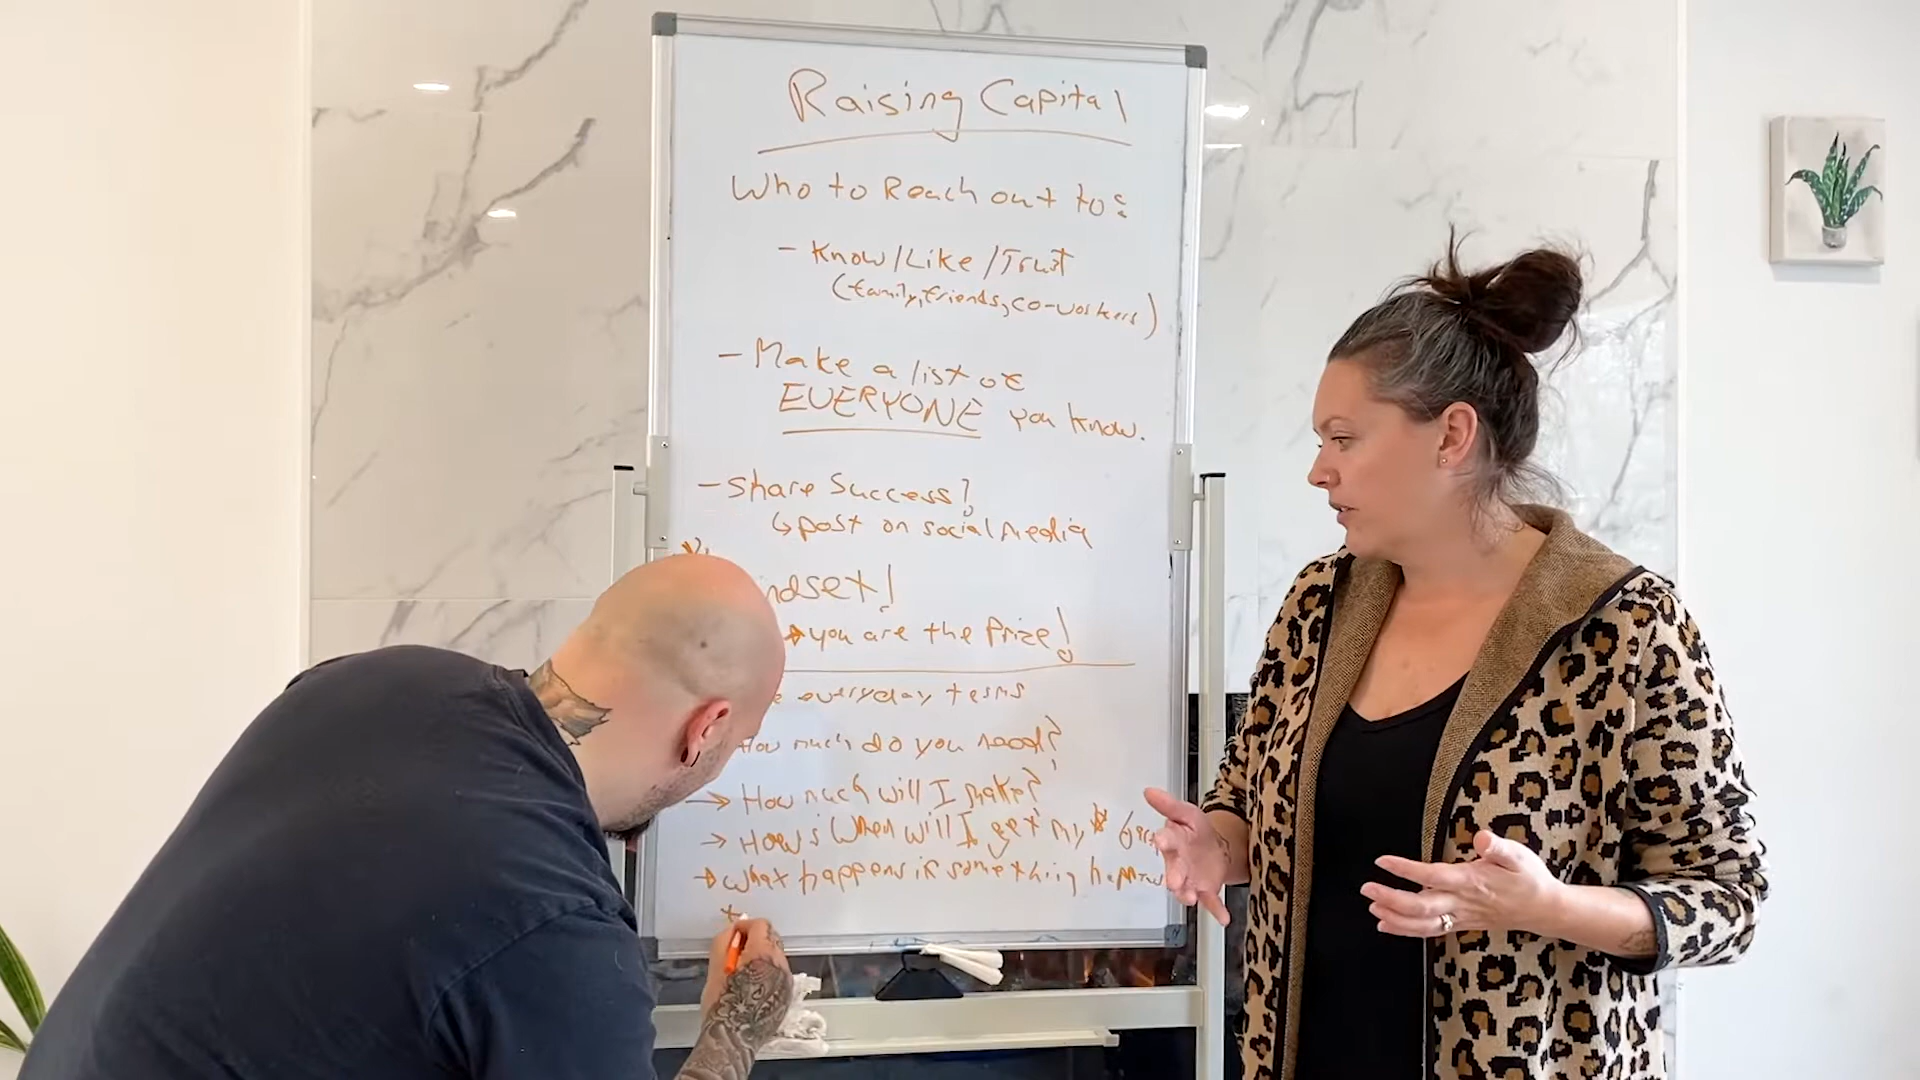 Raising Capital
Who to Reach out to:
- Know/Like/Trust
(family, friends, co-workers)
- Make a list of
EVERYONE you know.
- Share Success!
↳ post on social media
ndset!
you are the Prize!
everyday terms
How much do you need?
→ How much will I make?
→ How & When will I get my
→ what happens if something happens